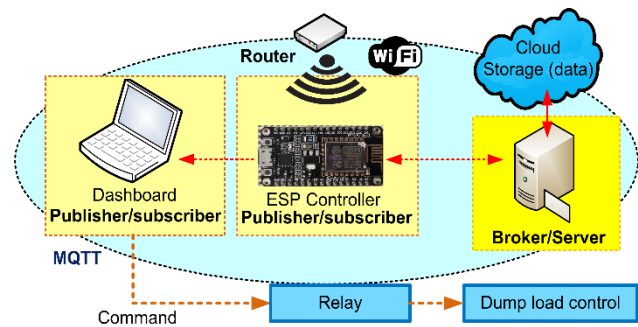 Router
Wi Fi
Cloud
Storage (data)
Dashboard
Publisher/subscriber
ESP Controller
Publisher/subscriber
Broker/Server
MQTT
Command
Relay
Dump load control